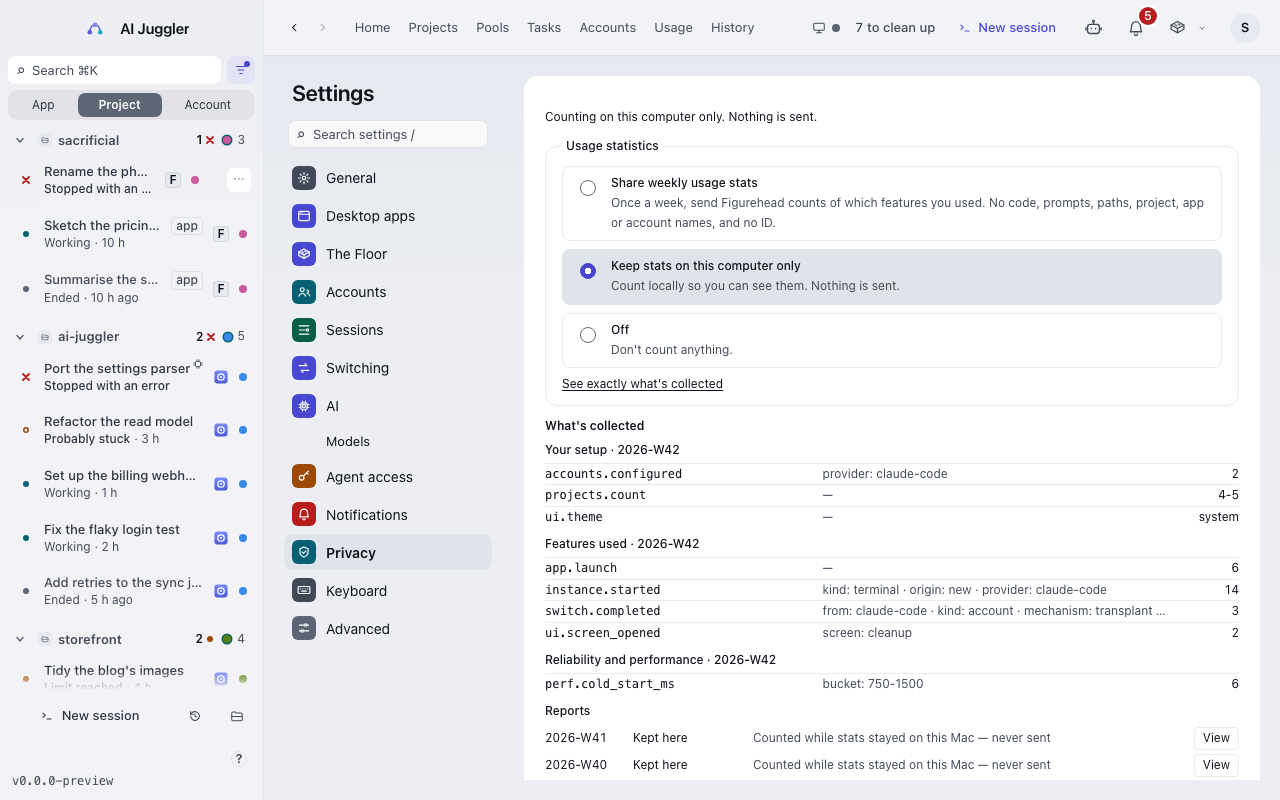 AI Juggler
Search ⌘K
App Project Account
sacrificial 1 3
Rename the ph... F
Stopped with an ...
Sketch the pricin... app F
Working · 10 h
Summarise the s... app F
Ended · 10 h ago
ai-juggler 2 5
Port the settings parser
Stopped with an error
Refactor the read model
Probably stuck · 3 h
Set up the billing webh...
Working · 1 h
Fix the flaky login test
Working · 2 h
Add retries to the sync j...
Ended · 5 h ago
storefront 2 4
Tidy the blog's images
Limit reached · 4 h
New session
?
v0.0.0-preview
Home Projects Pools Tasks Accounts Usage History 7 to clean up New session 5 S
Settings
Search settings /
General
Desktop apps
The Floor
Accounts
Sessions
Switching
AI
Models
Agent access
Notifications
Privacy
Keyboard
Advanced
Counting on this computer only. Nothing is sent.
Usage statistics
Share weekly usage stats
Once a week, send Figurehead counts of which features you used. No code, prompts, paths, project, app
or account names, and no ID.
Keep stats on this computer only
Count locally so you can see them. Nothing is sent.
Off
Don't count anything.
See exactly what's collected
What's collected
Your setup · 2026-W42
accounts.configured provider: claude-code 2
projects.count — 4-5
ui.theme — system
Features used · 2026-W42
app.launch — 6
instance.started kind: terminal · origin: new · provider: claude-code 14
switch.completed from: claude-code · kind: account · mechanism: transplant ... 3
ui.screen_opened screen: cleanup 2
Reliability and performance · 2026-W42
perf.cold_start_ms bucket: 750-1500 6
Reports
2026-W41 Kept here Counted while stats stayed on this Mac — never sent View
2026-W40 Kept here Counted while stats stayed on this Mac — never sent View